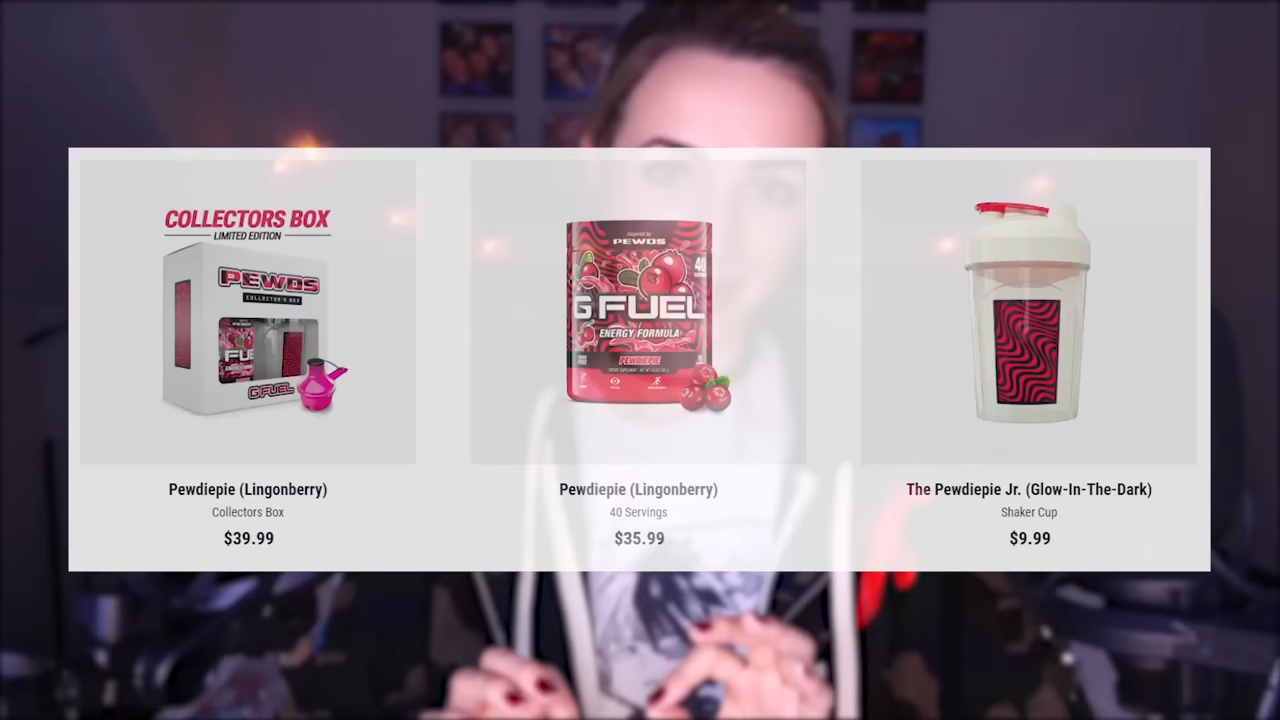 COLLECTORS BOX
LIMITED EDITION
PEWDS
COLLECTOR'S BOX
G FUEL
Pewdiepie (Lingonberry)
Collectors Box
$39.99
PEWDS
40
G FUEL
ENERGY FORMULA
PEWDIEPIE
Pewdiepie (Lingonberry)
40 Servings
$35.99
The Pewdiepie Jr. (Glow-In-The-Dark)
Shaker Cup
$9.99